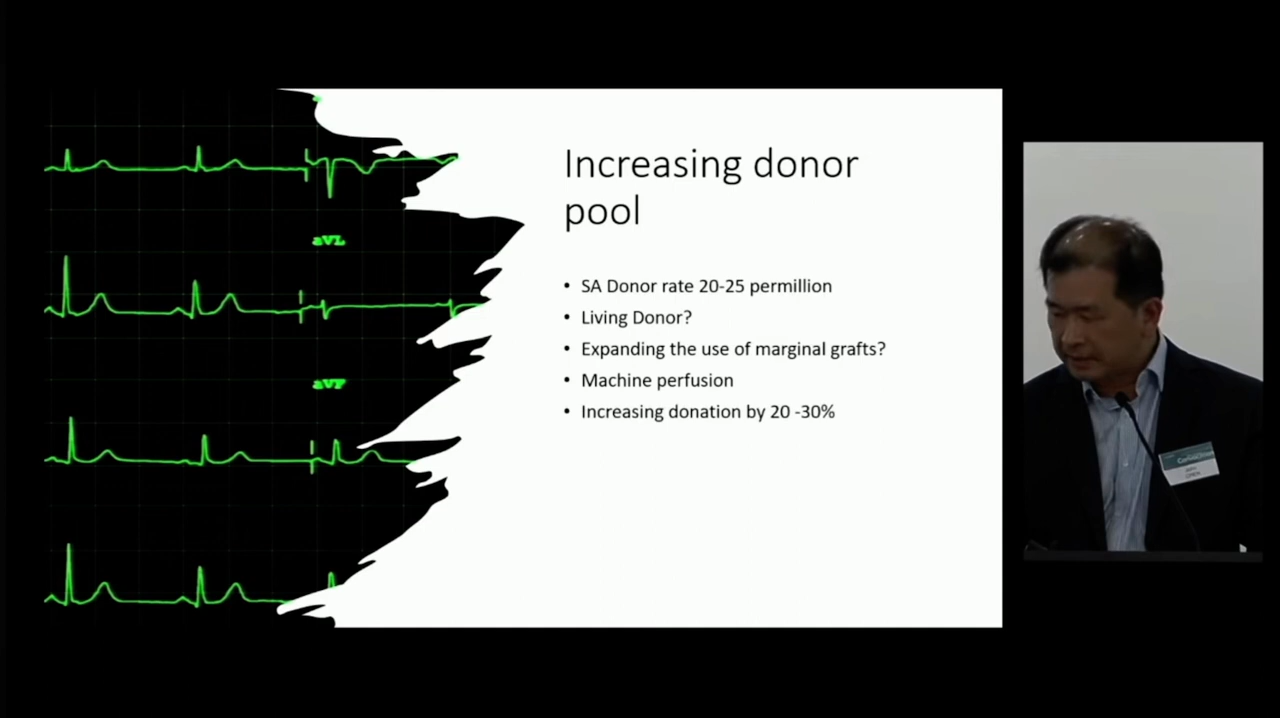 Increasing donor
pool
• SA Donor rate 20-25 permillion
• Living Donor?
• Expanding the use of marginal grafts?
• Machine perfusion
• Increasing donation by 20 -30%
aVL
aVF